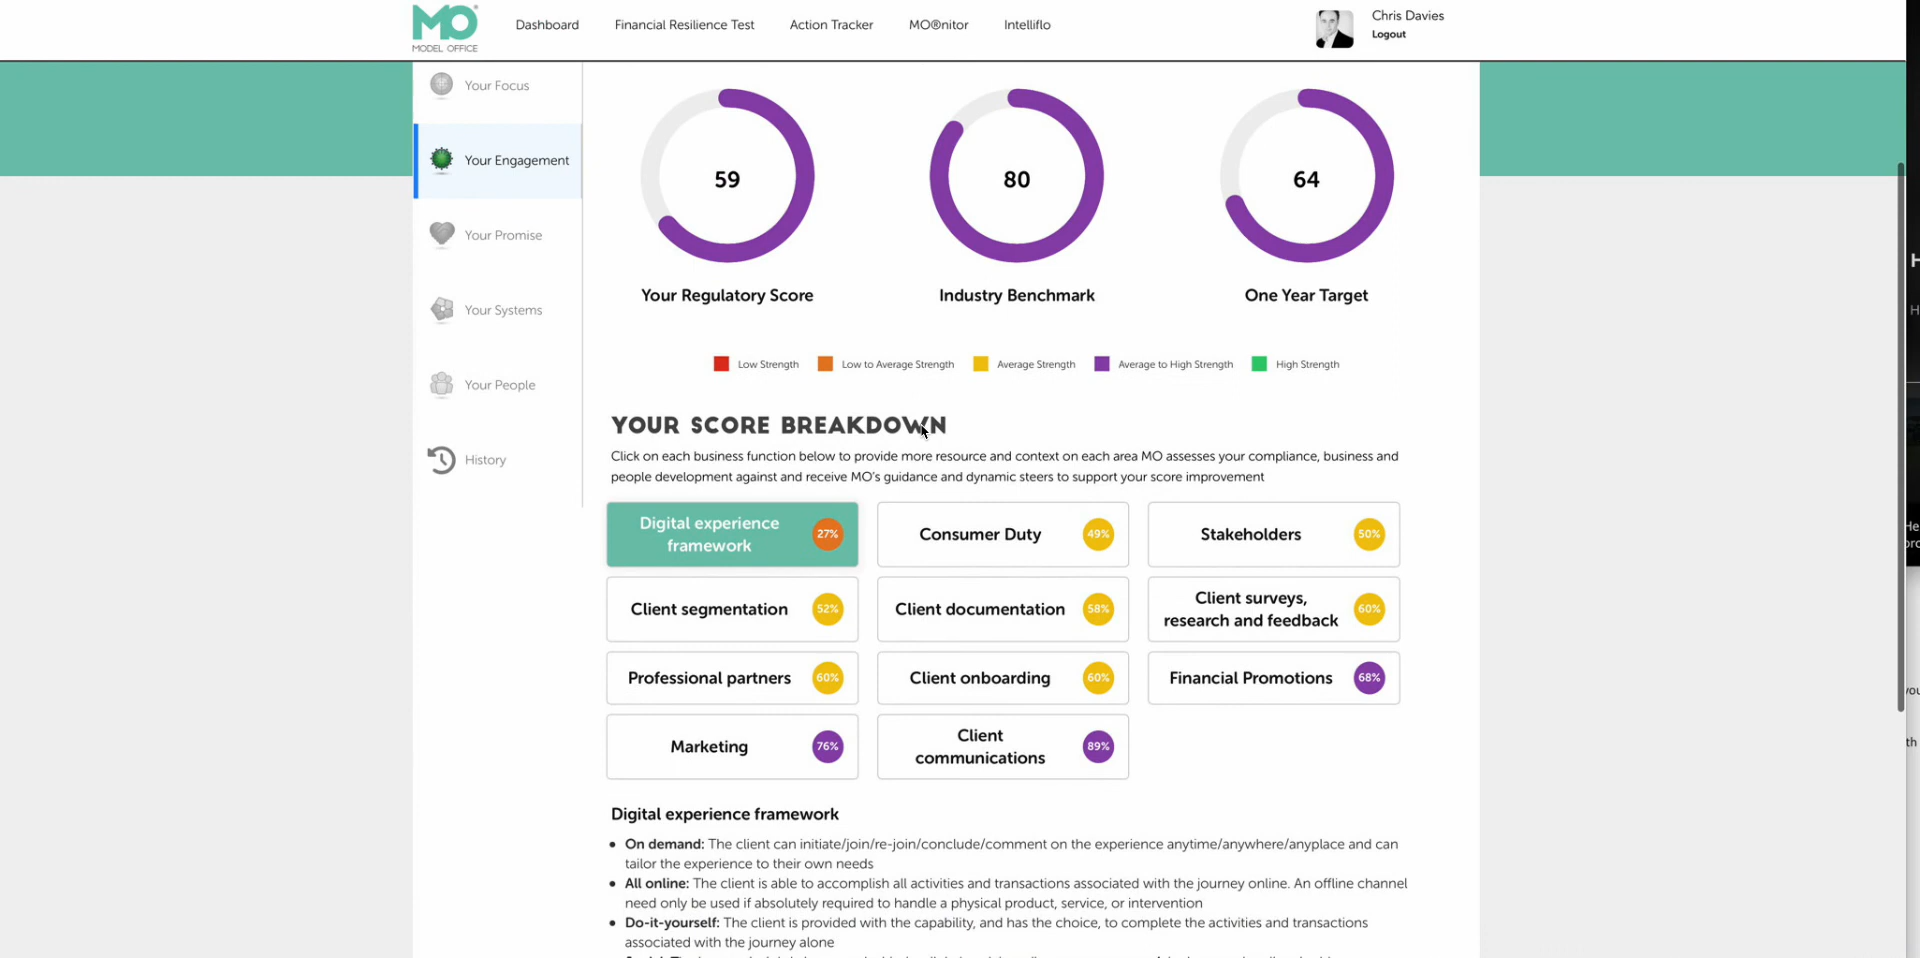 MO
MODEL OFFICE
Dashboard
Financial Resilience Test
Action Tracker
MO®nitor
Intelliflo
Chris Davies
Logout
Your Focus
Your Engagement
Your Promise
Your Systems
Your People
History
59
80
64
Your Regulatory Score
Industry Benchmark
One Year Target
Low Strength
Low to Average Strength
Average Strength
Average to High Strength
High Strength
YOUR SCORE BREAKDOWN
Click on each business function below to provide more resource and context on each area MO assesses your compliance, business and
people development against and receive MO's guidance and dynamic steers to support your score improvement
Digital experience
framework
27%
Consumer Duty
49%
Stakeholders
50%
Client segmentation
52%
Client documentation
58%
Client surveys,
research and feedback
60%
Professional partners
60%
Client onboarding
60%
Financial Promotions
68%
Marketing
76%
Client
communications
89%
Digital experience framework
• On demand: The client can initiate/join/re-join/conclude/comment on the experience anytime/anywhere/anyplace and can
tailor the experience to their own needs
• All online: The client is able to accomplish all activities and transactions associated with the journey online. An offline channel
need only be used if absolutely required to handle a physical product, service, or intervention
• Do-it-yourself: The client is provided with the capability, and has the choice, to complete the activities and transactions
associated with the journey alone